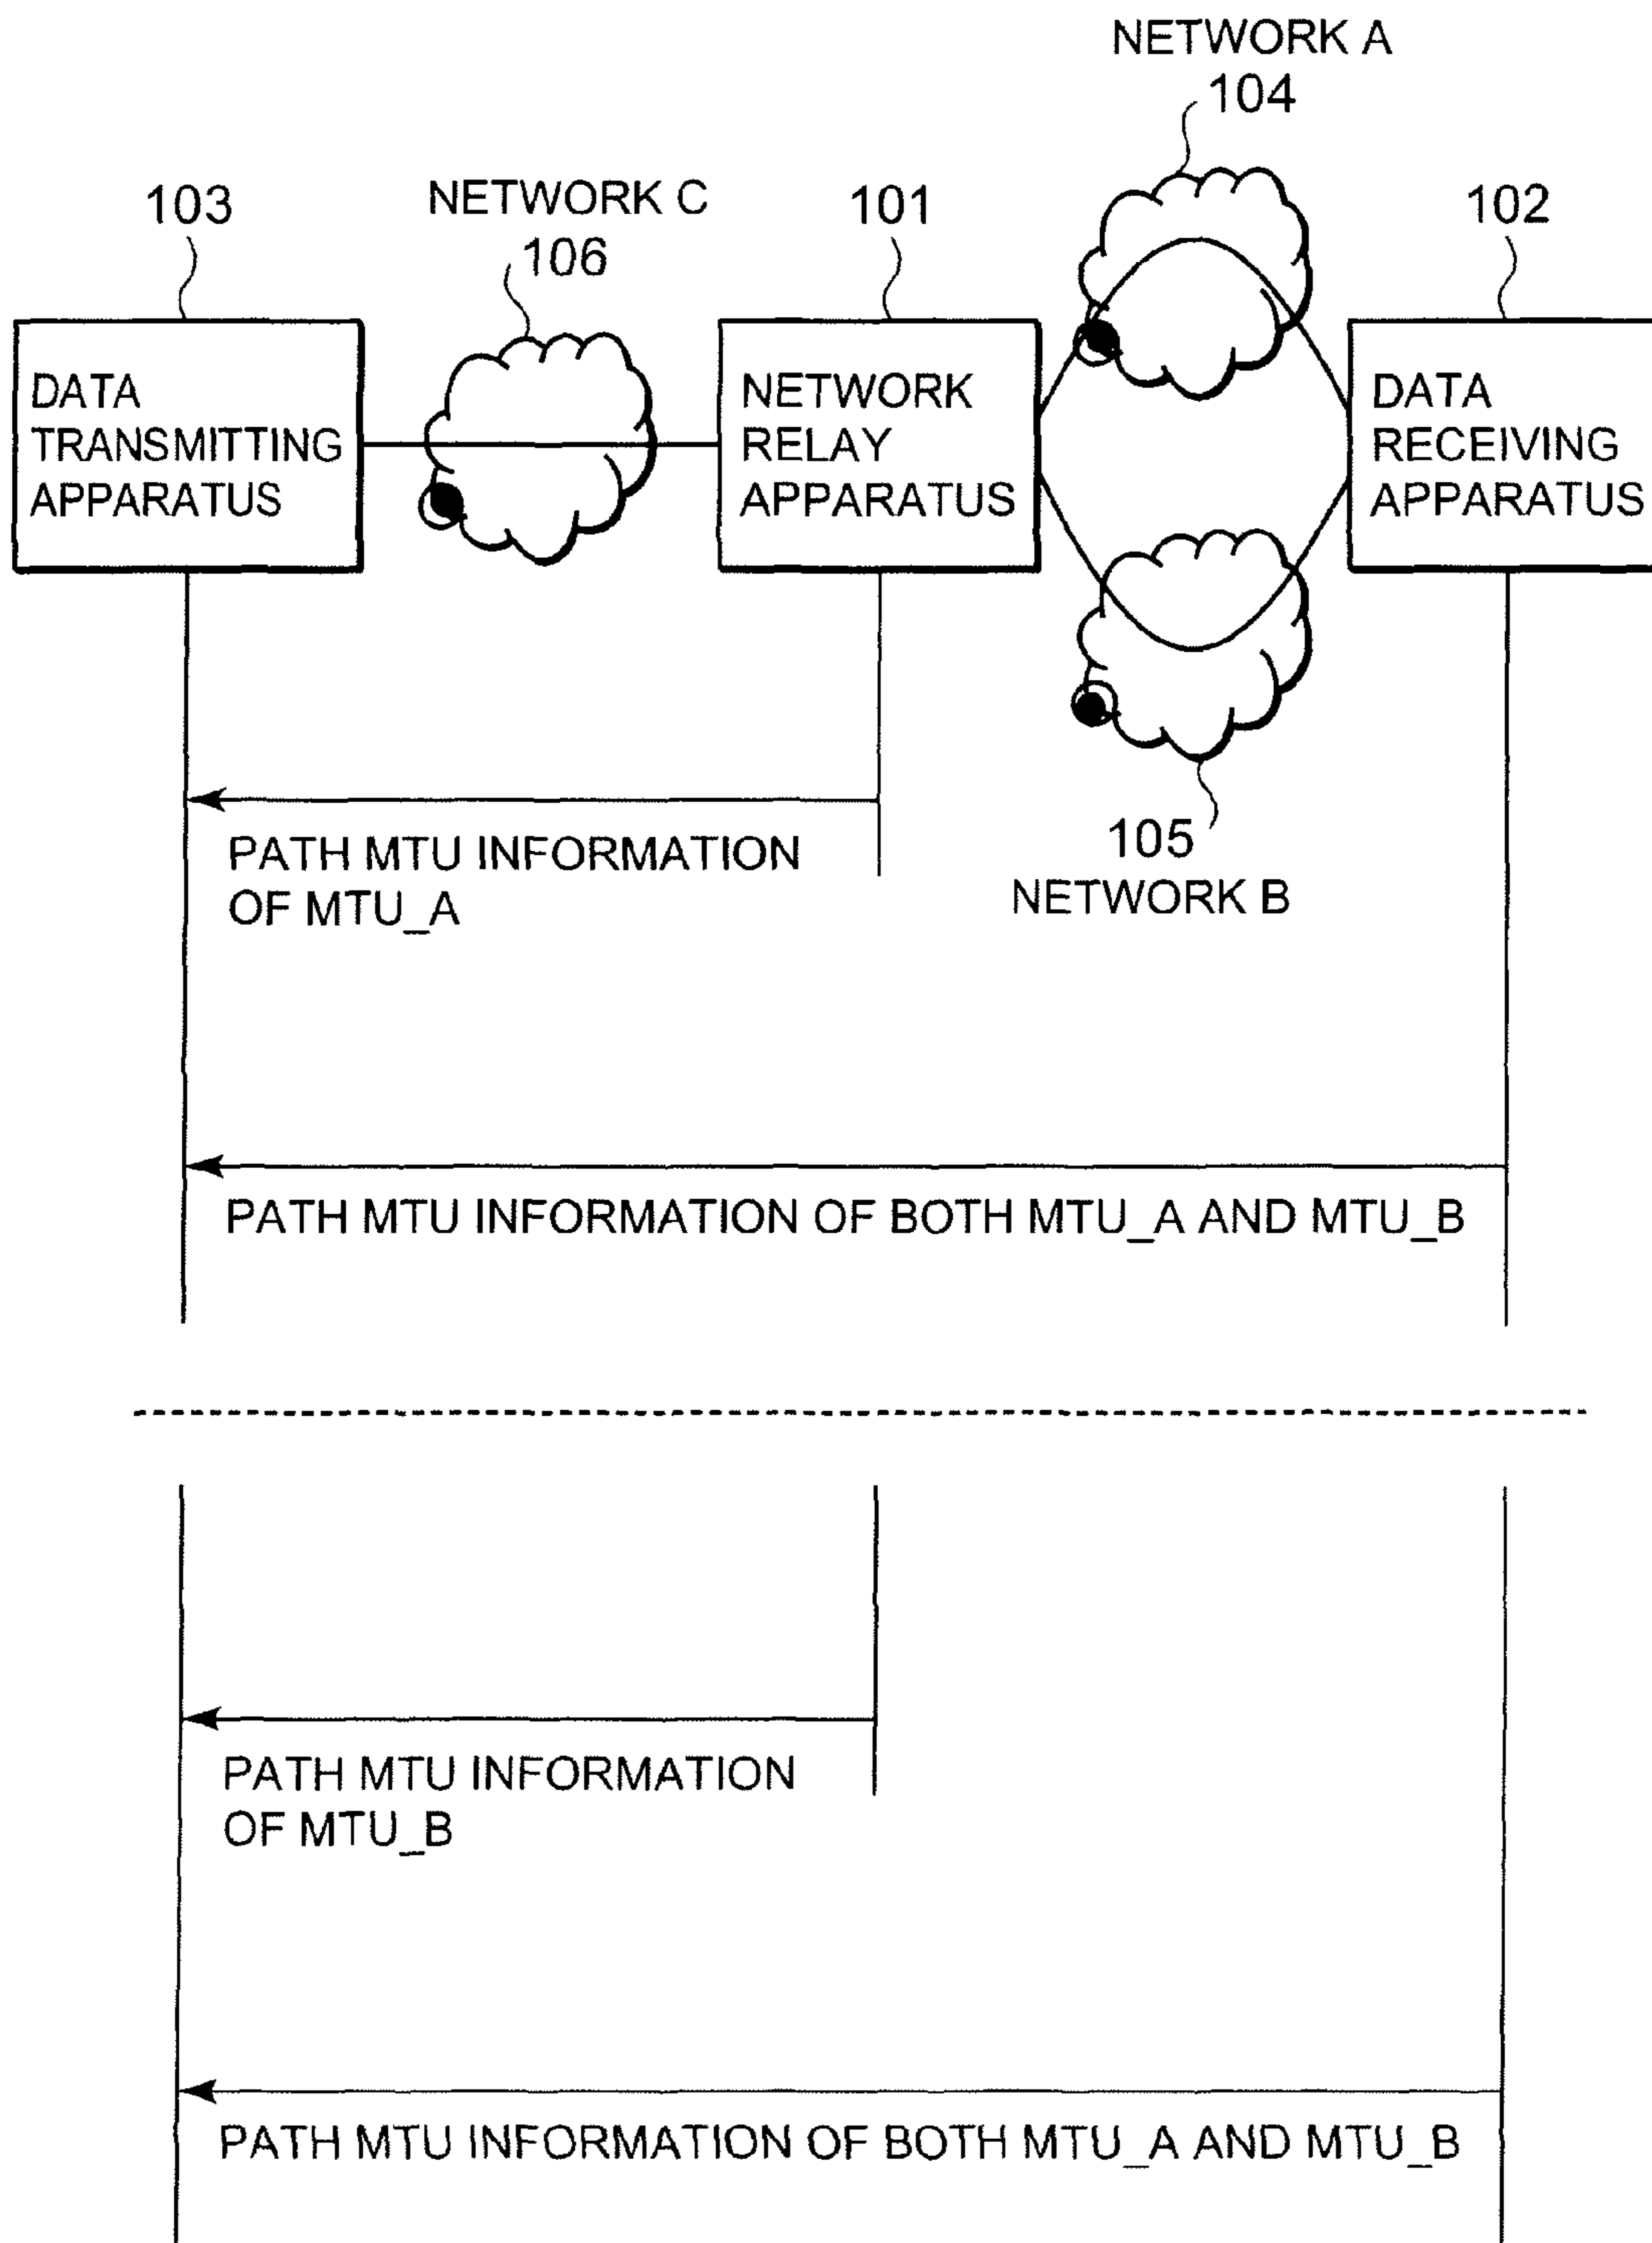 NETWORK A
104
103
NETWORK C
106
101
102
DATA
TRANSMITTING
APPARATUS
NETWORK
RELAY
APPARATUS
DATA
RECEIVING
APPARATUS
PATH MTU INFORMATION
OF MTU_A
105
NETWORK B
PATH MTU INFORMATION OF BOTH MTU_A AND MTU_B
PATH MTU INFORMATION
OF MTU_B
PATH MTU INFORMATION OF BOTH MTU_A AND MTU_B